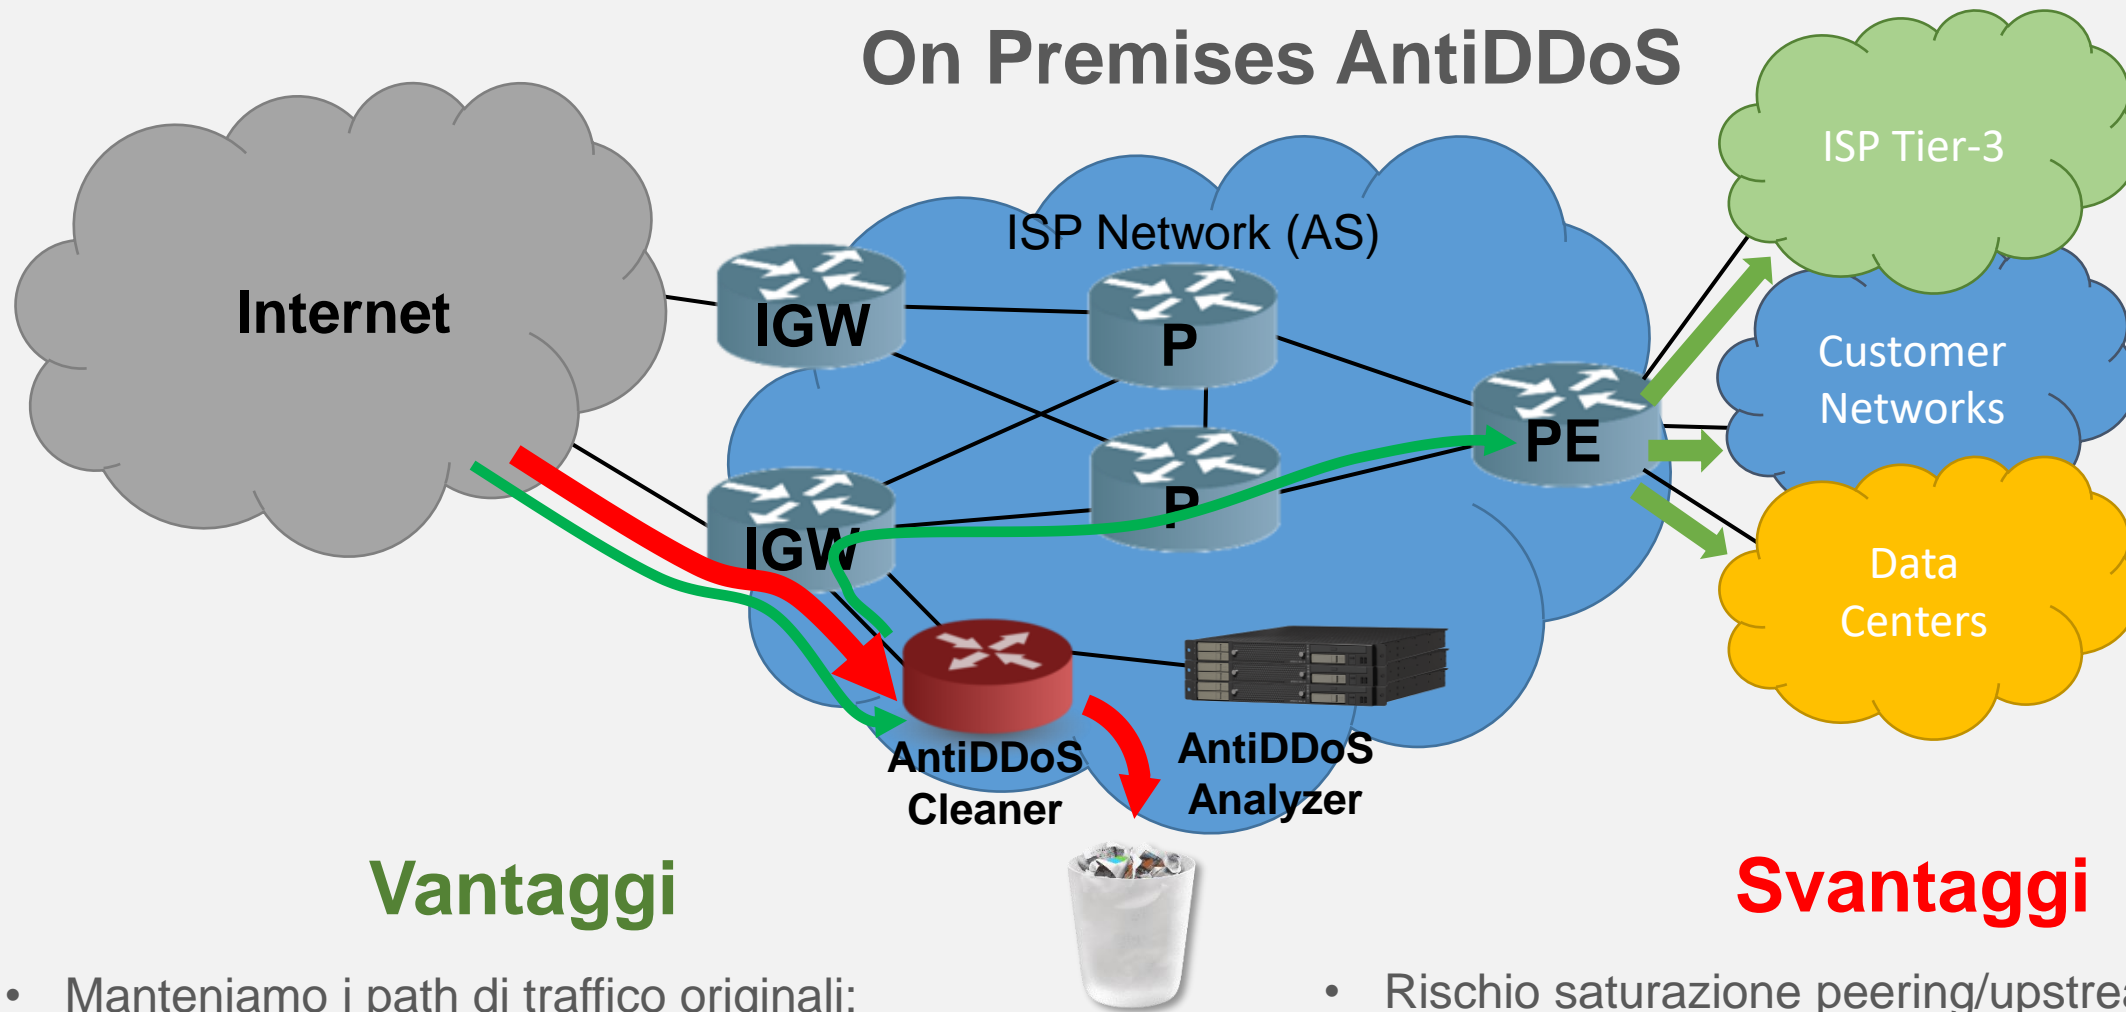 On Premises AntiDDoS
ISP Tier-3
ISP Network (AS)
Internet
IGW
P
Customer
Networks
PE
P
IGW
Data
Centers
AntiDDoS
Cleaner
AntiDDoS
Analyzer
Vantaggi
Svantaggi
• Manteniamo i path di traffico originali;
• Rischio saturazione peering/upstrea